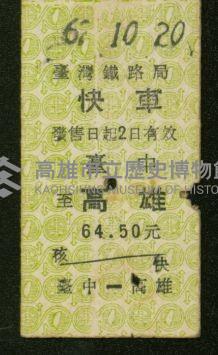 6. 10 20
臺灣鐵路局
快車
發售日起2日有效
臺中
至高雄
64.50元
核 快
臺中—高雄
高雄市立歷史博物館
KAOHSIUNG MUSEUM OF HISTORY